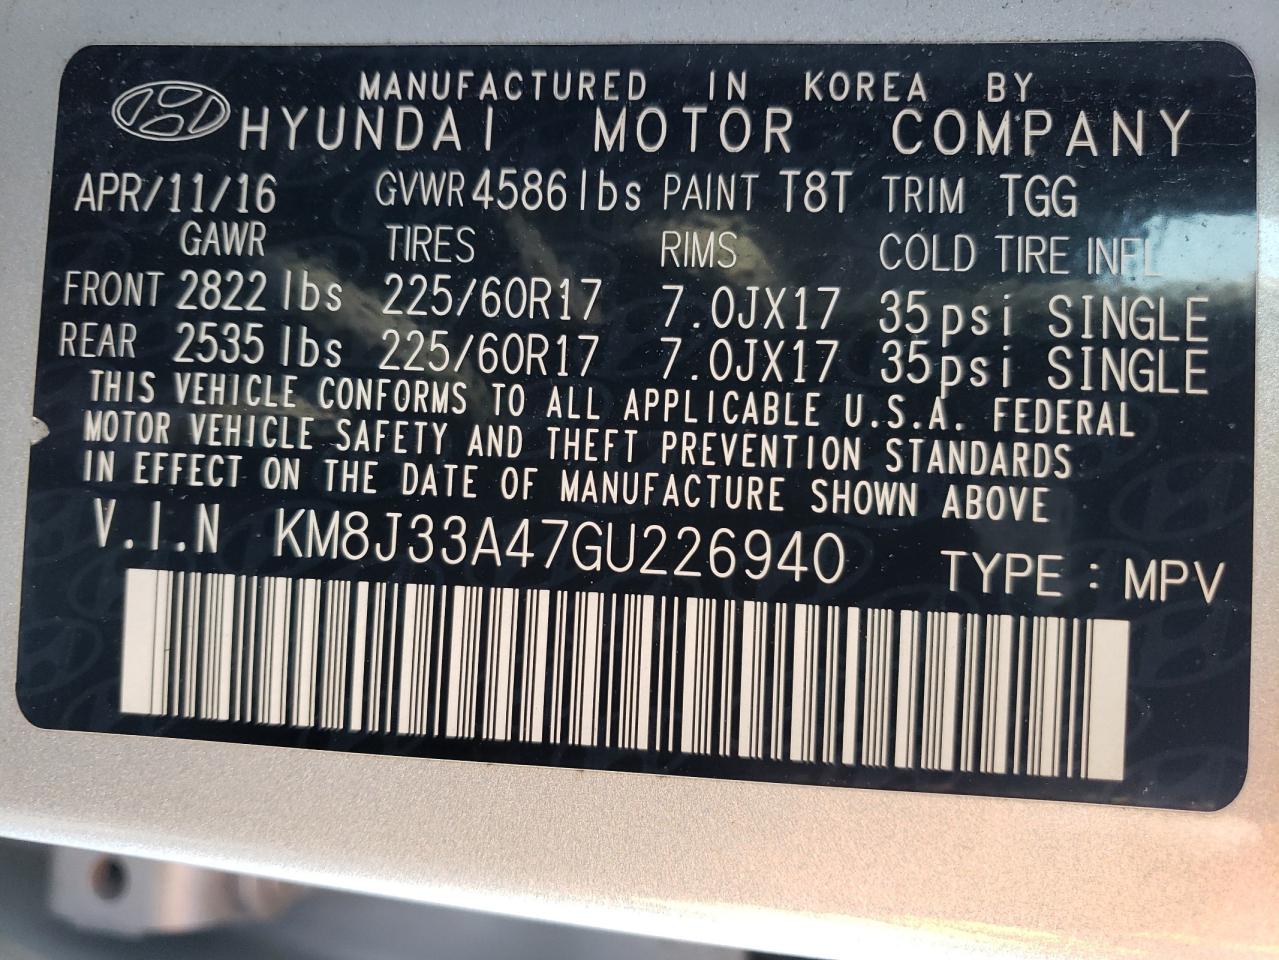 MANUFACTURED IN KOREA BY
HYUNDAI MOTOR COMPANY
APR/11/16 GVWR 4586 lbs PAINT T8T TRIM TGG
GAWR TIRES RIMS COLD TIRE INFL
FRONT 2822 lbs 225/60R17 7.0JX17 35psi SINGLE
REAR 2535 lbs 225/60R17 7.0JX17 35psi SINGLE
THIS VEHICLE CONFORMS TO ALL APPLICABLE U.S.A. FEDERAL
MOTOR VEHICLE SAFETY AND THEFT PREVENTION STANDARDS
IN EFFECT ON THE DATE OF MANUFACTURE SHOWN ABOVE
V.I.N KM8J33A47GU226940 TYPE : MPV